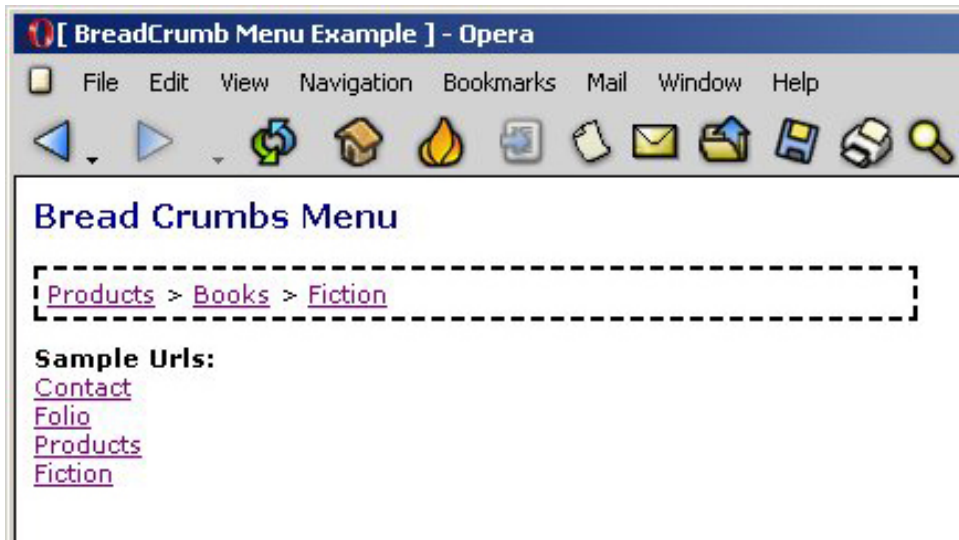 [ BreadCrumb Menu Example ] - Opera
File Edit View Navigation Bookmarks Mail Window Help
Bread Crumbs Menu
Products > Books > Fiction
Sample Urls:
Contact
Folio
Products
Fiction